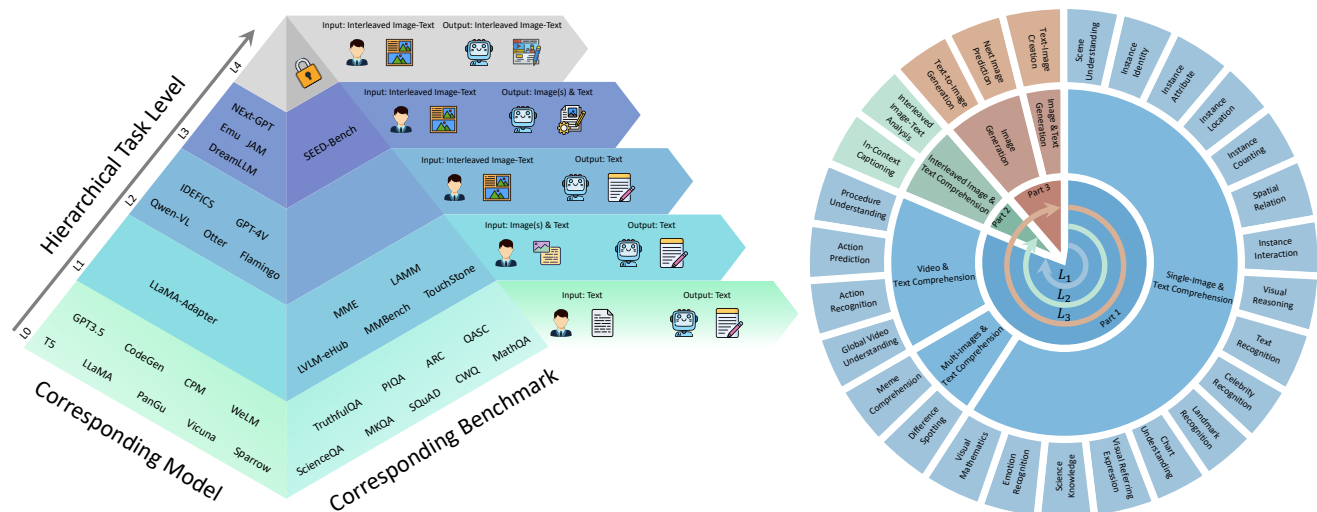 Hierarchical Task Level
L4
L3
L2
L1
L0
Input: Interleaved Image-Text
Output: Interleaved Image-Text
Input: Interleaved Image-Text
Output: Image(s) & Text
Input: Interleaved Image-Text
Output: Text
Input: Image(s) & Text
Output: Text
Input: Text
Output: Text
NExt-GPT
Emu
JAM
DreamLLM
SEED-Bench
IDEFICS
GPT-4V
Qwen-VL
Otter
Flamingo
LLaMA-Adapter
LAMM
MME
TouchStone
MMBench
LVLM-eHub
GPT3.5
CodeGen
CPM
WeLM
T5
LLaMA
PanGu
Vicuna
Sparrow
QASC
ARC
MathQA
PIQA
CWQ
TruthfulQA
SQuAD
MKQA
ScienceQA
Corresponding Model
Corresponding Benchmark
Scene
Understanding
Instance
Identity
Instance
Attribute
Instance
Location
Instance
Counting
Spatial
Relation
Instance
Interaction
Visual
Reasoning
Text
Recognition
Celebrity
Recognition
Landmark
Recognition
Chart
Understanding
Visual Referring
Expression
Science
Knowledge
Emotion
Recognition
Visual
Mathematics
Difference
Spotting
Meme
Comprehension
Global Video
Understanding
Action
Recognition
Action
Prediction
Procedure
Understanding
In-Context
Captioning
Interleaved
Image-Text
Analysis
Text-to-Image
Generation
Next Image
Prediction
Text-Image
Creation
Single-Image &
Text Comprehension
Multi-Images &
Text Comprehension
Video &
Text Comprehension
Interleaved Image &
Text Comprehension
Image
Generation
Image &Text
Generation
Part 1
Part 2
Part 3
L1
L2
L3